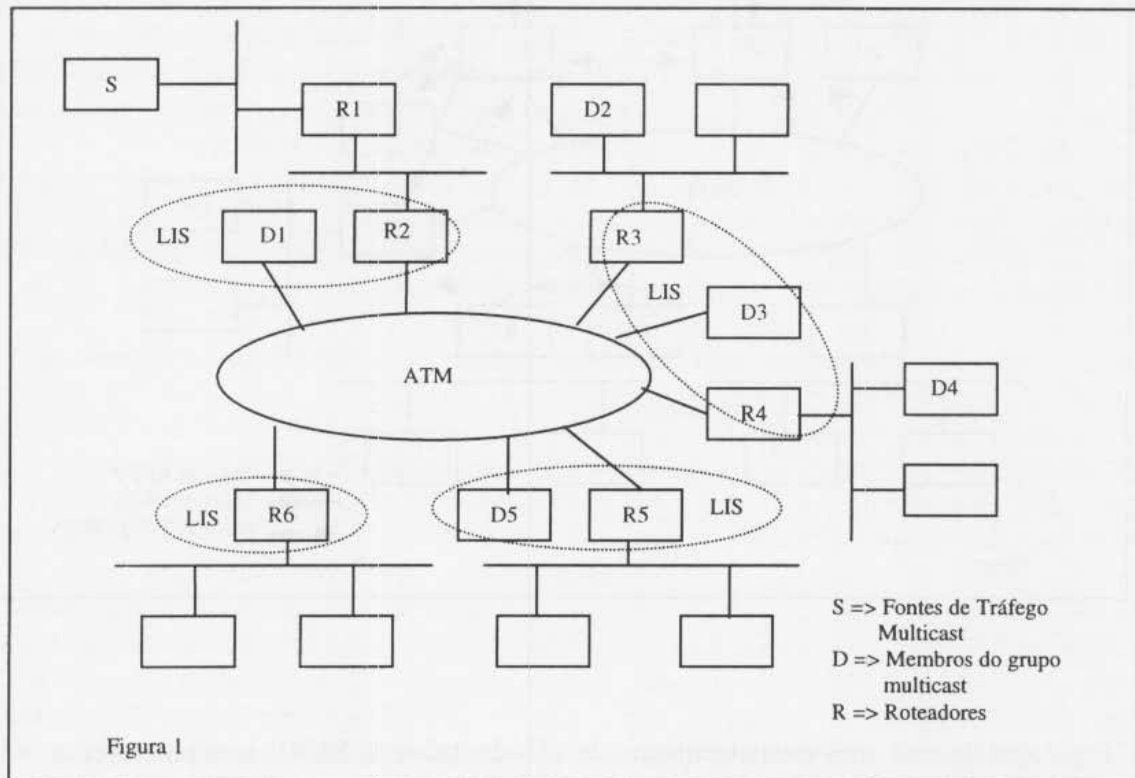 S
R1
D2
LIS
D1
R2
R3
LIS
D3
ATM
R4
D4
LIS
R6
D5
R5
LIS
S => Fontes de Tráfego
Multicast
D => Membros do grupo
multicast
R => Roteadores
Figura 1